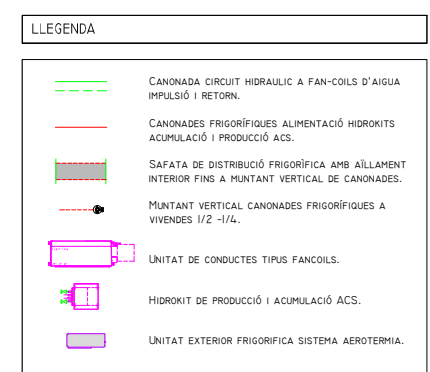 LLEGENDA
CANONADA CIRCUIT HIDRAULIC A FAN-COILS D'AIGUA
IMPULSIÓ I RETORN.
CANONADES FRIGORÍFIQUES ALIMENTACIÓ HIDROKITS
ACUMULACIÓ I PRODUCCIÓ ACS.
SAFATA DE DISTRIBUCIÓ FRIGORÌFICA AMB AÏLLAMENT
INTERIOR FINS A MUNTANT VERTICAL DE CANONADES.
MUNTANT VERTICAL CANONADES FRIGORÍFIQUES A
VIVENDES 1/2 -1/4.
UNITAT DE CONDUCTES TIPUS FANCOILS.
HIDROKIT DE PRODUCCIÓ I ACUMULACIÓ ACS.
UNITAT EXTERIOR FRIGORIFICA SISTEMA AEROTERMIA.